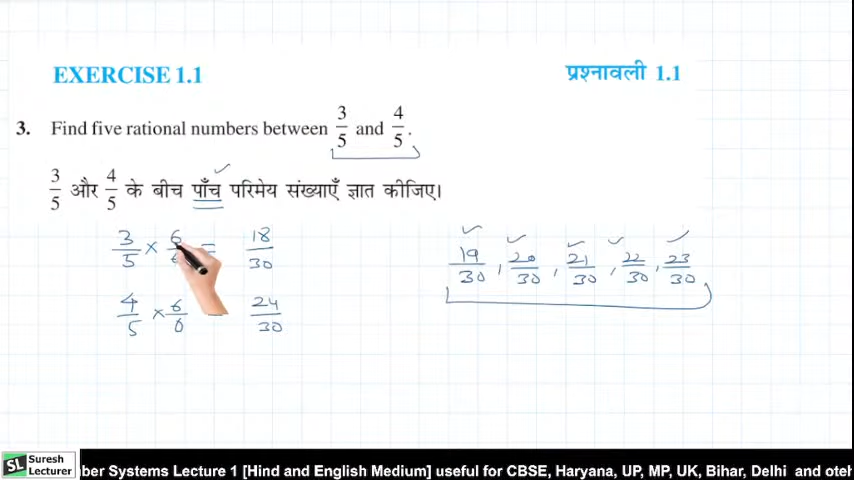 EXERCISE 1.1
प्रश्नावली 1.1
3. Find five rational numbers between 3/5 and 4/5.
3/5 और 4/5 के बीच पाँच परिमेय संख्याएँ ज्ञात कीजिए।
3/5 × 6/6 = 18/30
4/5 × 6/6 = 24/30
19/30, 20/30, 21/30, 22/30, 23/30
SL Suresh Lecturer
ber Systems Lecture 1 [Hind and English Medium] useful for CBSE, Haryana, UP, MP, UK, Bihar, Delhi and oteh